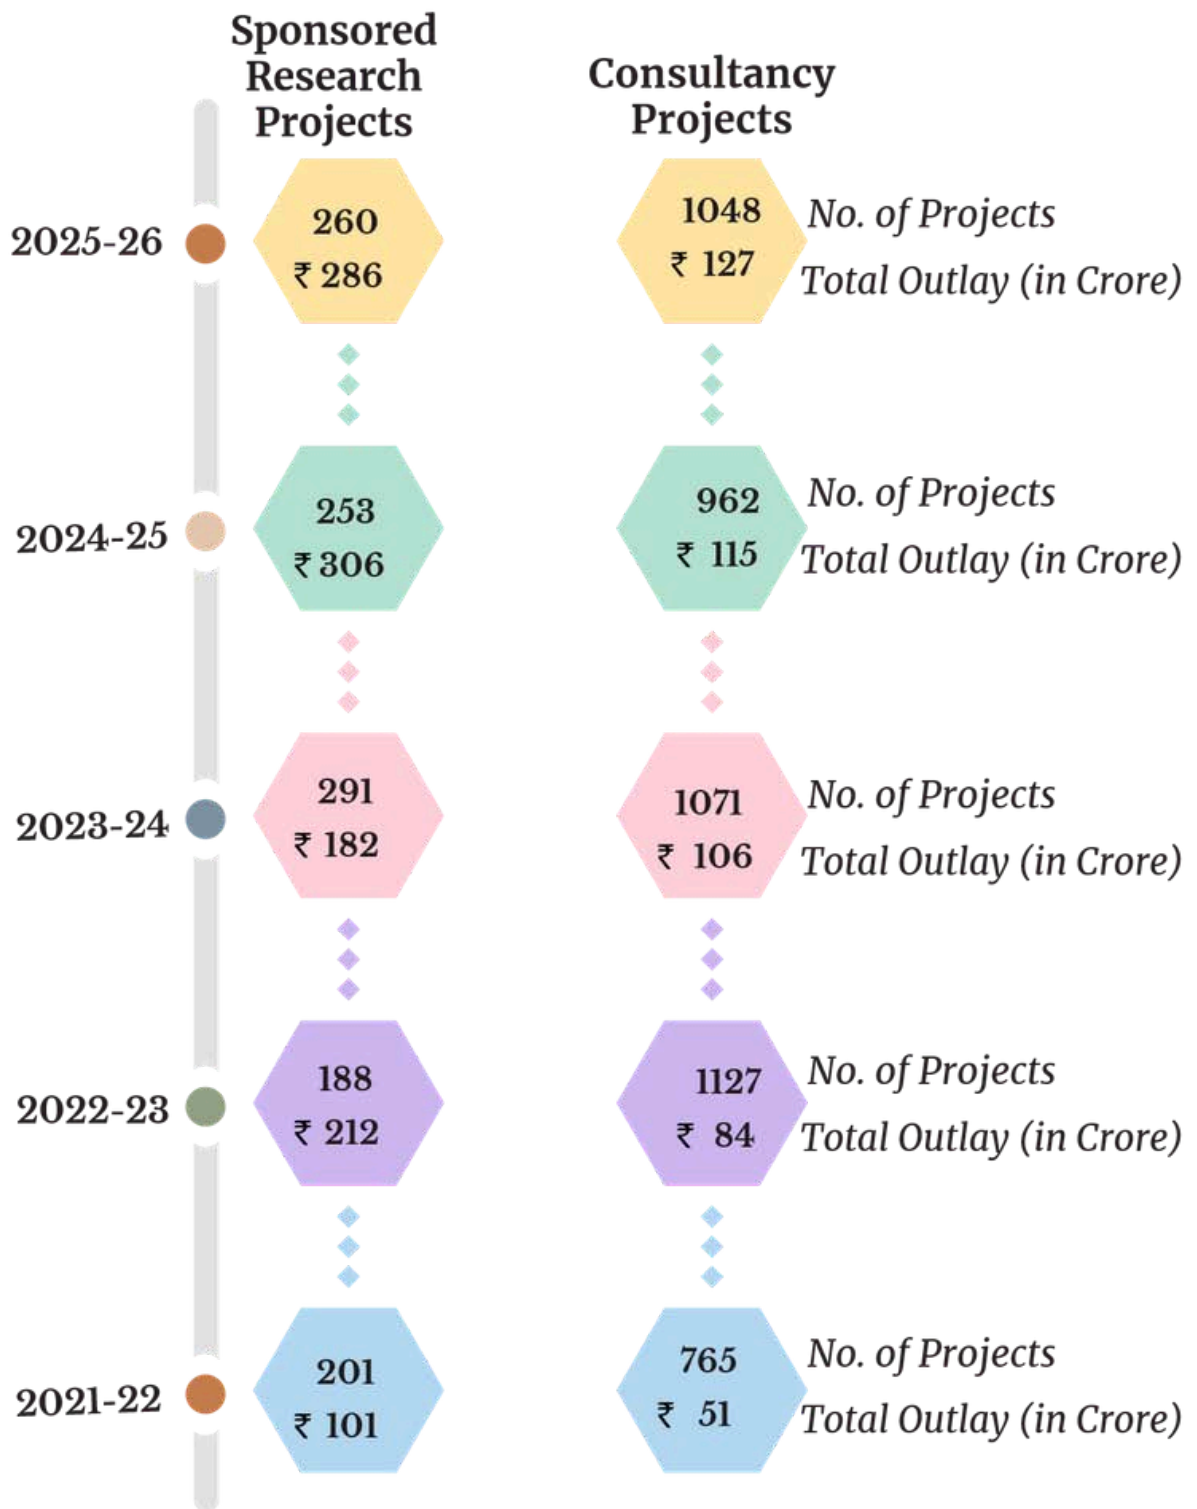 Sponsored
Research
Projects
Consultancy
Projects
2025-26
260
₹ 286
1048
₹ 127
No. of Projects
Total Outlay (in Crore)
2024-25
253
₹ 306
962
₹ 115
No. of Projects
Total Outlay (in Crore)
2023-24
291
₹ 182
1071
₹ 106
No. of Projects
Total Outlay (in Crore)
2022-23
188
₹ 212
1127
₹ 84
No. of Projects
Total Outlay (in Crore)
2021-22
201
₹ 101
765
₹ 51
No. of Projects
Total Outlay (in Crore)